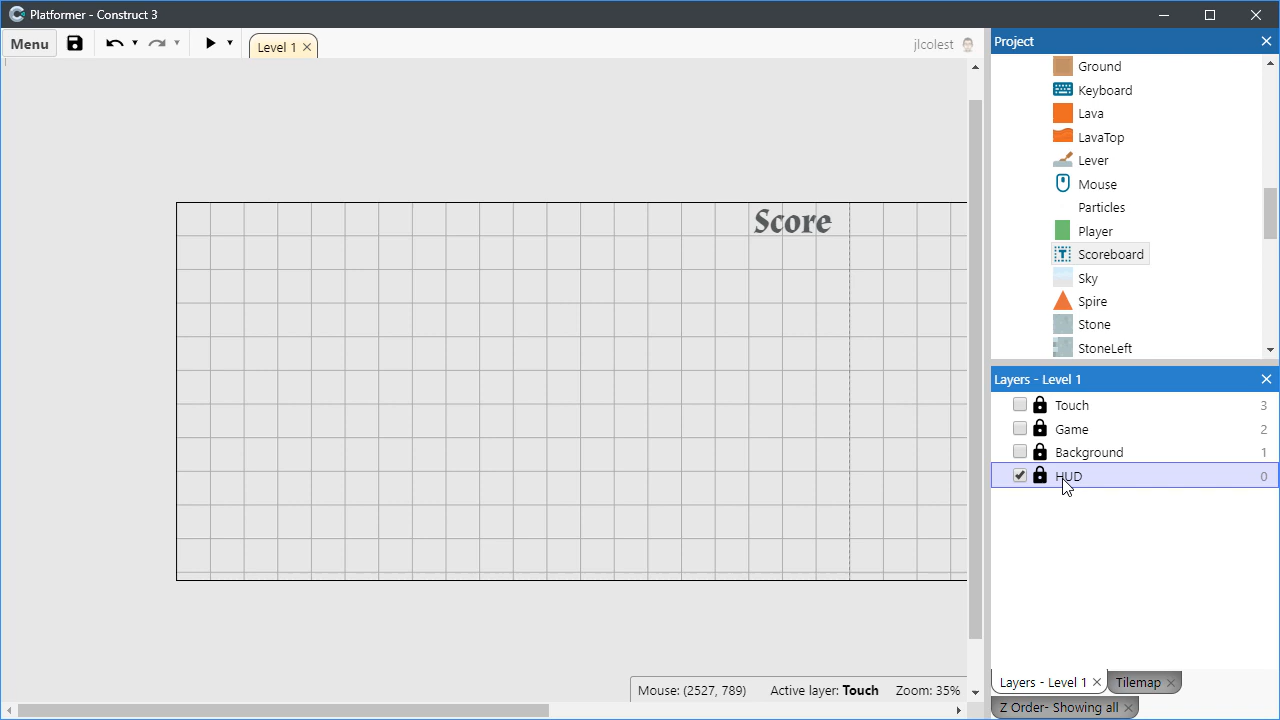 Platformer - Construct 3
Menu
Level 1
jlcolest
Score
Mouse: (2527, 789) Active layer: Touch Zoom: 35%
Project
Ground
Keyboard
Lava
LavaTop
Lever
Mouse
Particles
Player
Scoreboard
Sky
Spire
Stone
StoneLeft
Layers - Level 1
Touch 3
Game 2
Background 1
HUD 0
Layers - Level 1 Tilemap
Z Order- Showing all